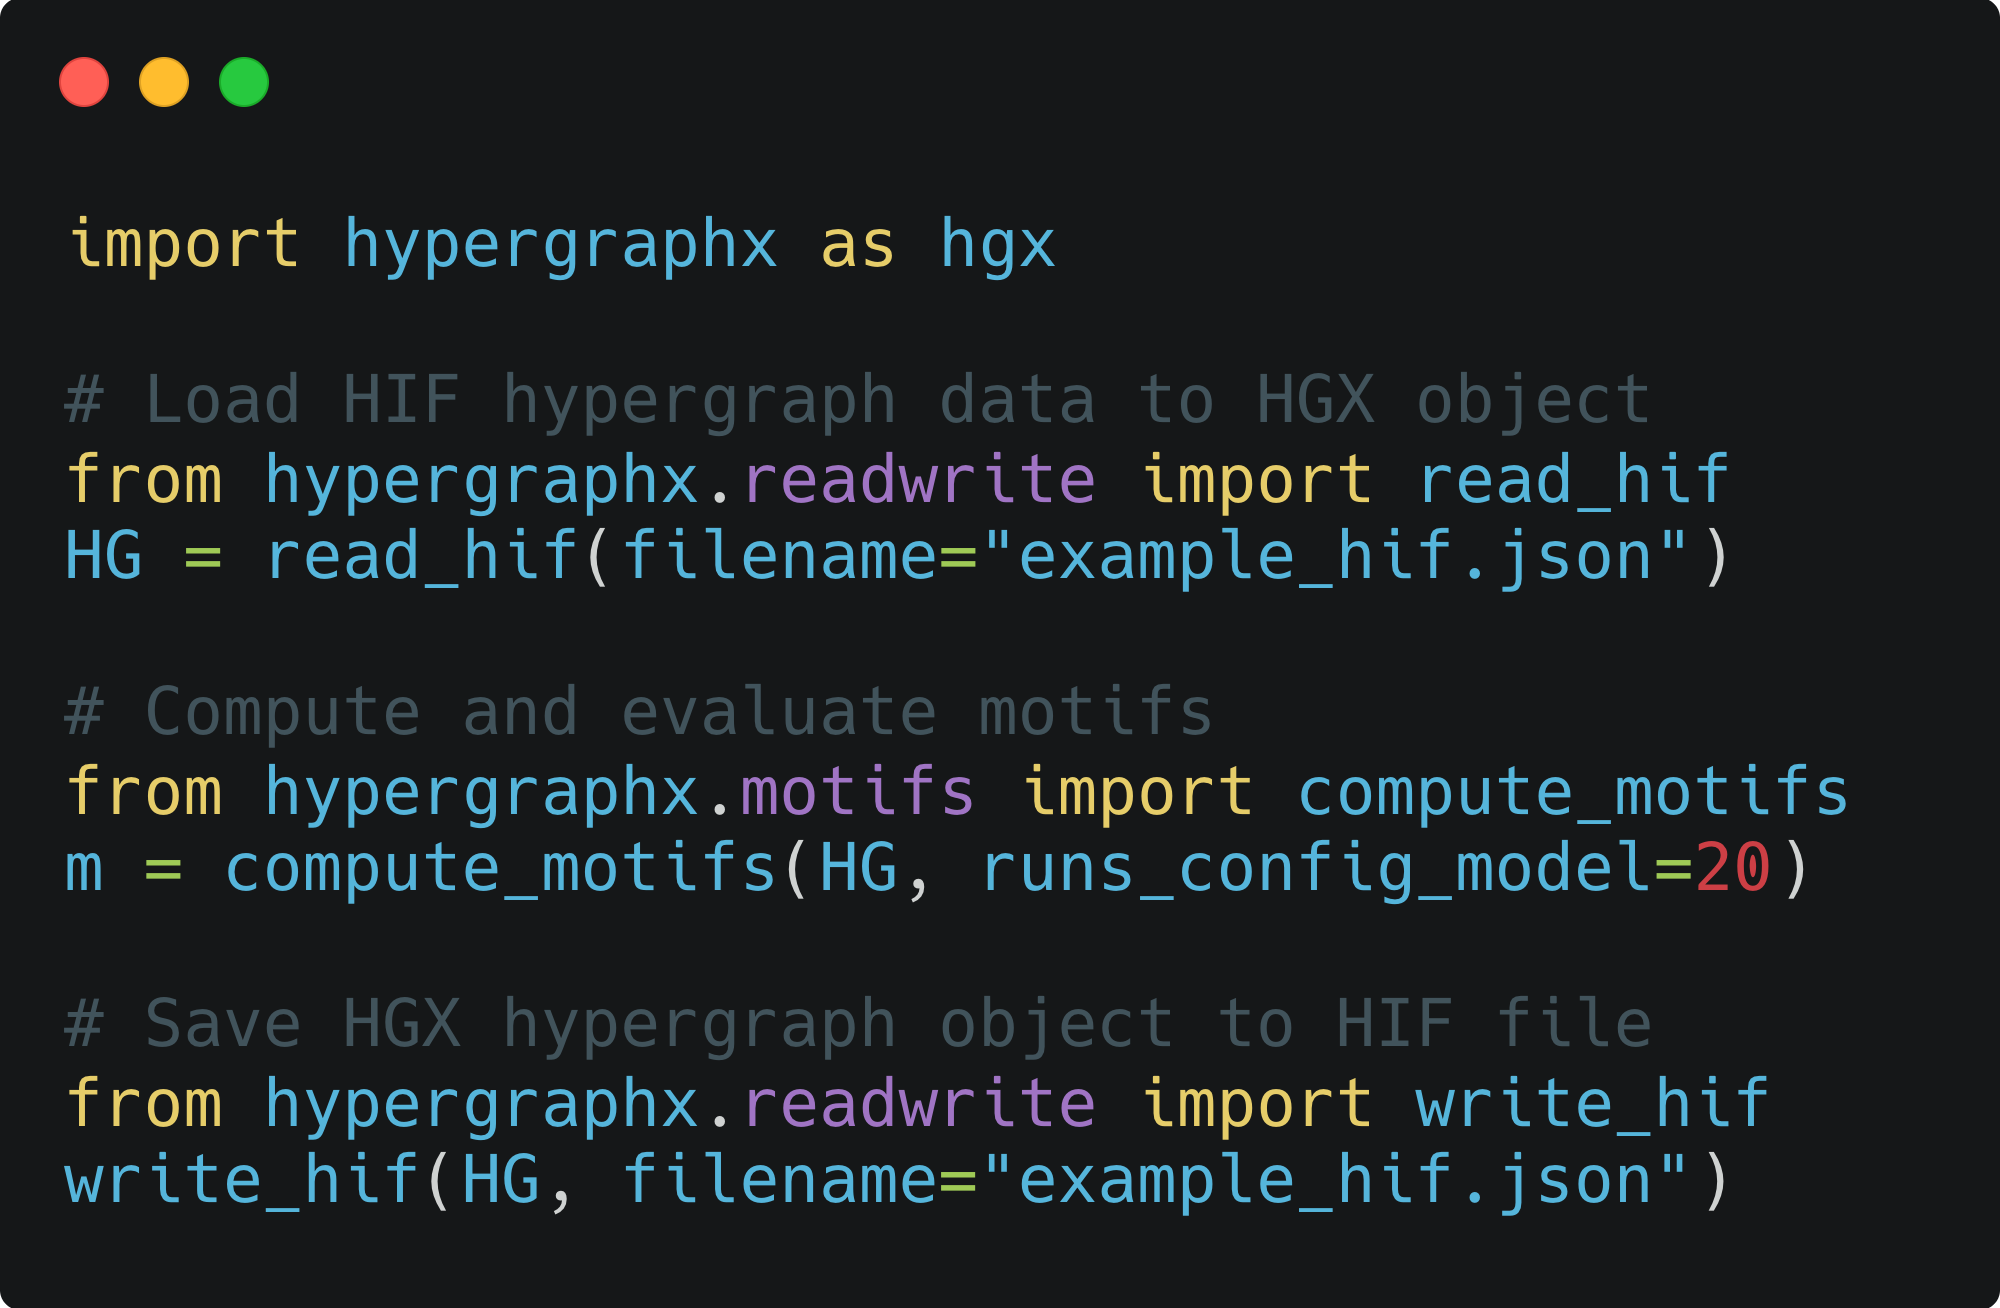 import hypergraphx as hgx
# Load HIF hypergraph data to HGX object
from hypergraphx.readwrite import read_hif
HG = read_hif(filename="example_hif.json")
# Compute and evaluate motifs
from hypergraphx.motifs import compute_motifs
m = compute_motifs(HG, runs_config_model=20)
# Save HGX hypergraph object to HIF file
from hypergraphx.readwrite import write_hif
write_hif(HG, filename="example_hif.json")